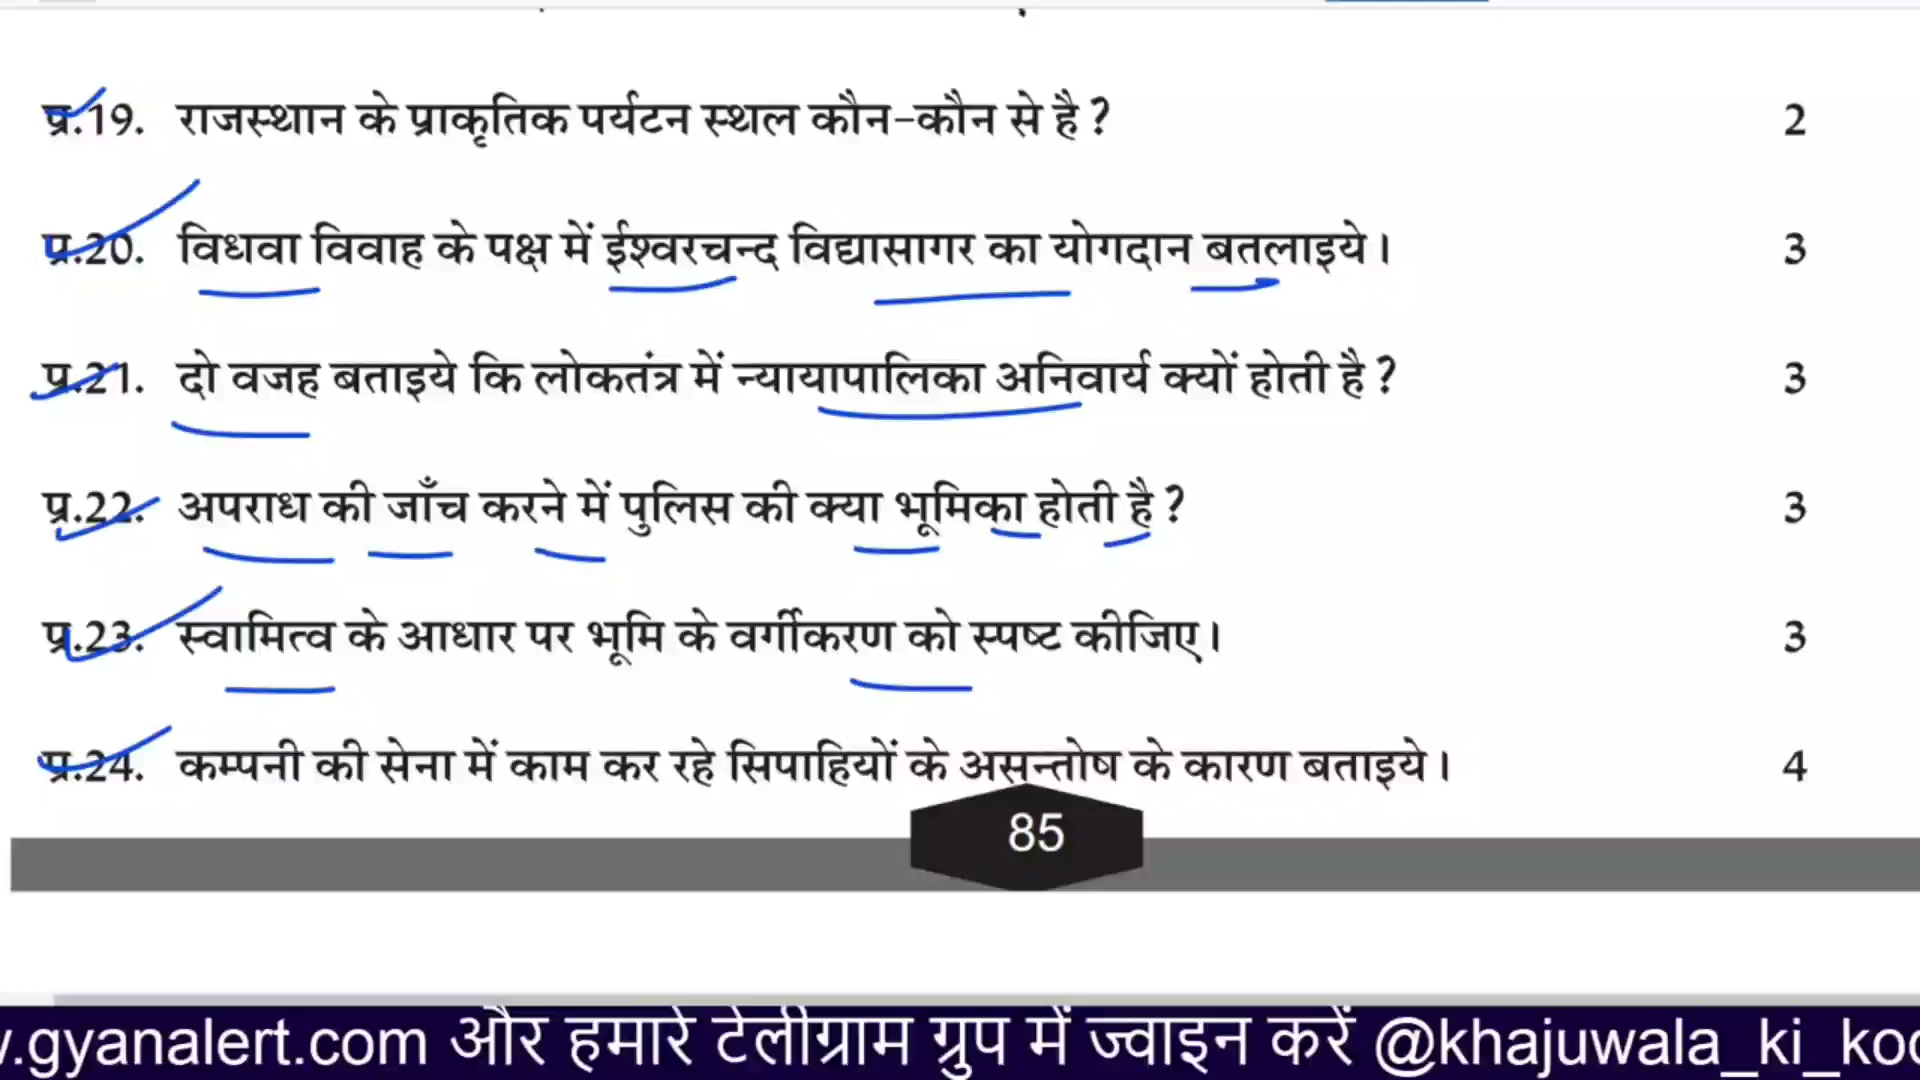 प्र.19. राजस्थान के प्राकृतिक पर्यटन स्थल कौन-कौन से है ? 2
प्र.20. विधवा विवाह के पक्ष में ईश्वरचन्द विद्यासागर का योगदान बतलाइये। 3
प्र.21. दो वजह बताइये कि लोकतंत्र में न्यायापालिका अनिवार्य क्यों होती है ? 3
प्र.22. अपराध की जाँच करने में पुलिस की क्या भूमिका होती है ? 3
प्र.23. स्वामित्व के आधार पर भूमि के वर्गीकरण को स्पष्ट कीजिए। 3
प्र.24. कम्पनी की सेना में काम कर रहे सिपाहियों के असन्तोष के कारण बताइये। 4
85
.gyanalert.com और हमारे टेलीग्राम ग्रुप में ज्वाइन करें @khajuwala_ki_